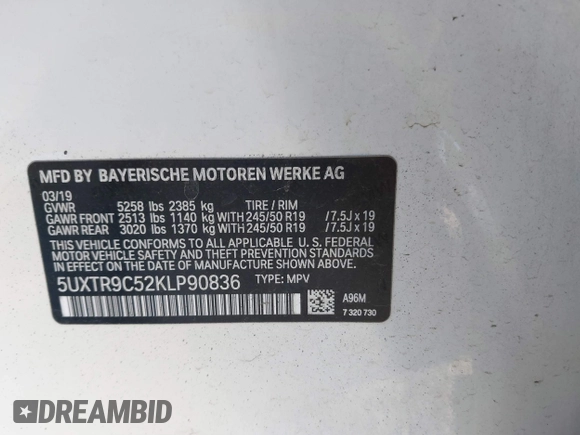 MFD BY BAYERISCHE MOTOREN WERKE AG
03/19
GVWR 5258 lbs 2385 kg TIRE / RIM
GAWR FRONT 2513 lbs 1140 kg WITH 245/50 R19 /7.5J x 19
GAWR REAR 3020 lbs 1370 kg WITH 245/50 R19 /7.5J x 19
THIS VEHICLE CONFORMS TO ALL APPLICABLE U. S. FEDERAL
MOTOR VEHICLE SAFETY, BUMPER, AND THEFT PREVENTION
STANDARDS IN EFFECT ON THE DATE OF MANUFACTURE SHOWN ABOVE.
5UXTR9C52KLP90836 TYPE: MPV
A96M
7 320 730
DREAMBID